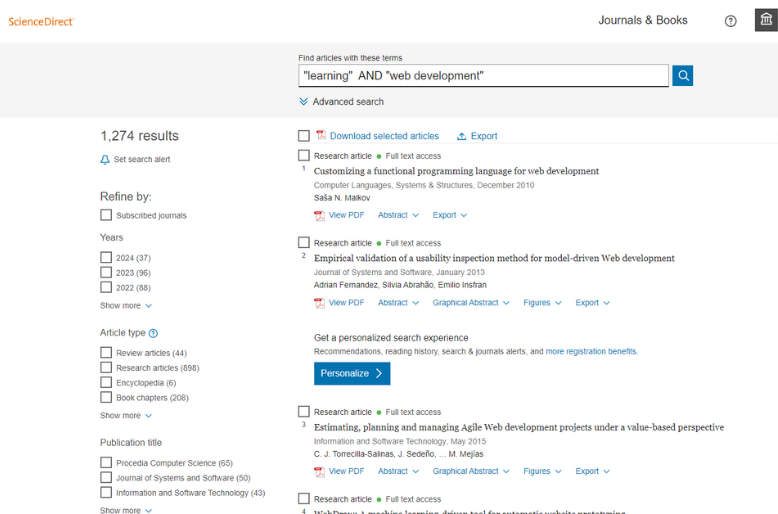 ScienceDirect
Journals & Books
Find articles with these terms
"learning" AND "web development"
Advanced search
1,274 results
Set search alert
Refine by:
Subscribed journals
Years
2024 (37)
2023 (96)
2022 (88)
Show more
Article type
Review articles (44)
Research articles (898)
Encyclopedia (6)
Book chapters (208)
Show more
Publication title
Procedia Computer Science (65)
Journal of Systems and Software (50)
Information and Software Technology (43)
Show more
Download selected articles Export
Research article Full text access
1 Customizing a functional programming language for web development
Computer Languages, Systems & Structures, December 2010
Saša N. Malkov
View PDF Abstract Export
Research article Full text access
2 Empirical validation of a usability inspection method for model-driven Web development
Journal of Systems and Software, January 2013
Adrian Fernandez, Silvia Abrahão, Emilio Insfran
View PDF Abstract Graphical Abstract Figures Export
Get a personalized search experience
Recommendations, reading history, search & journals alerts, and more registration benefits.
Personalize
Research article Full text access
3 Estimating, planning and managing Agile Web development projects under a value-based perspective
Information and Software Technology, May 2015
C. J. Torrecilla-Salinas, J. Sedeño, ... M. Mejías
View PDF Abstract Graphical Abstract Figures Export
Research article Full text access
4 WebDraw: A machine learning-driven tool for automatic website prototyping